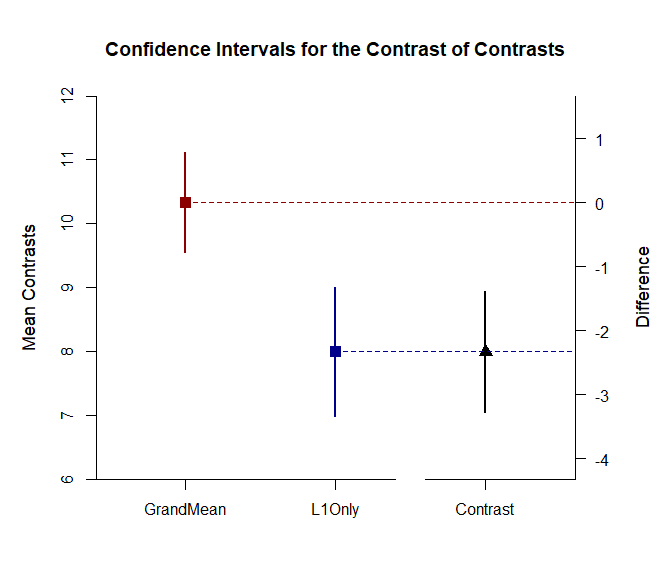 Confidence Intervals for the Contrast of Contrasts
Mean Contrasts
12
11
10
9
8
7
6
1
0
-1
-2
-3
-4
Difference
GrandMean
L1Only
Contrast